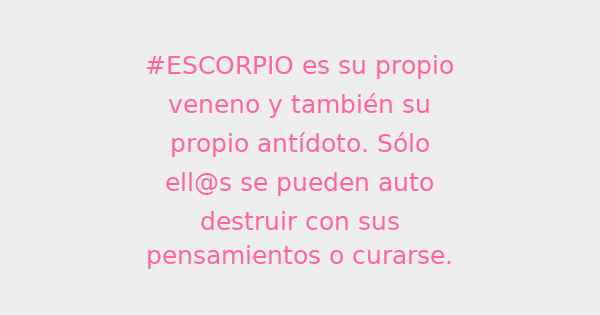 #ESCORPIO es su propio
veneno y también su
propio antídoto. Sólo
ell@s se pueden auto
destruir con sus
pensamientos o curarse.